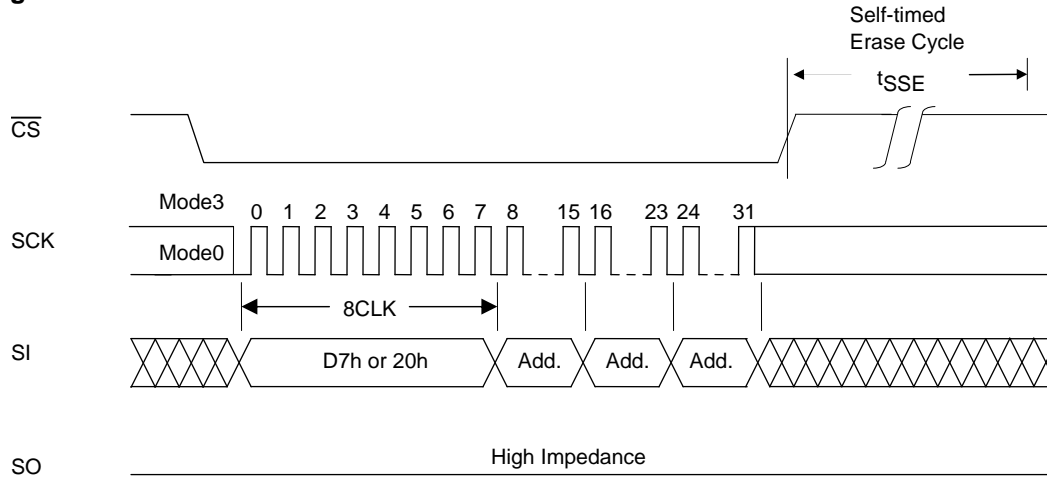 g
Self-timed
Erase Cycle
tSSE
CS
Mode3
0 1 2 3 4 5 6 7 8 15 16 23 24 31
SCK
Mode0
8CLK
SI
D7h or 20h Add. Add. Add.
High Impedance
SO